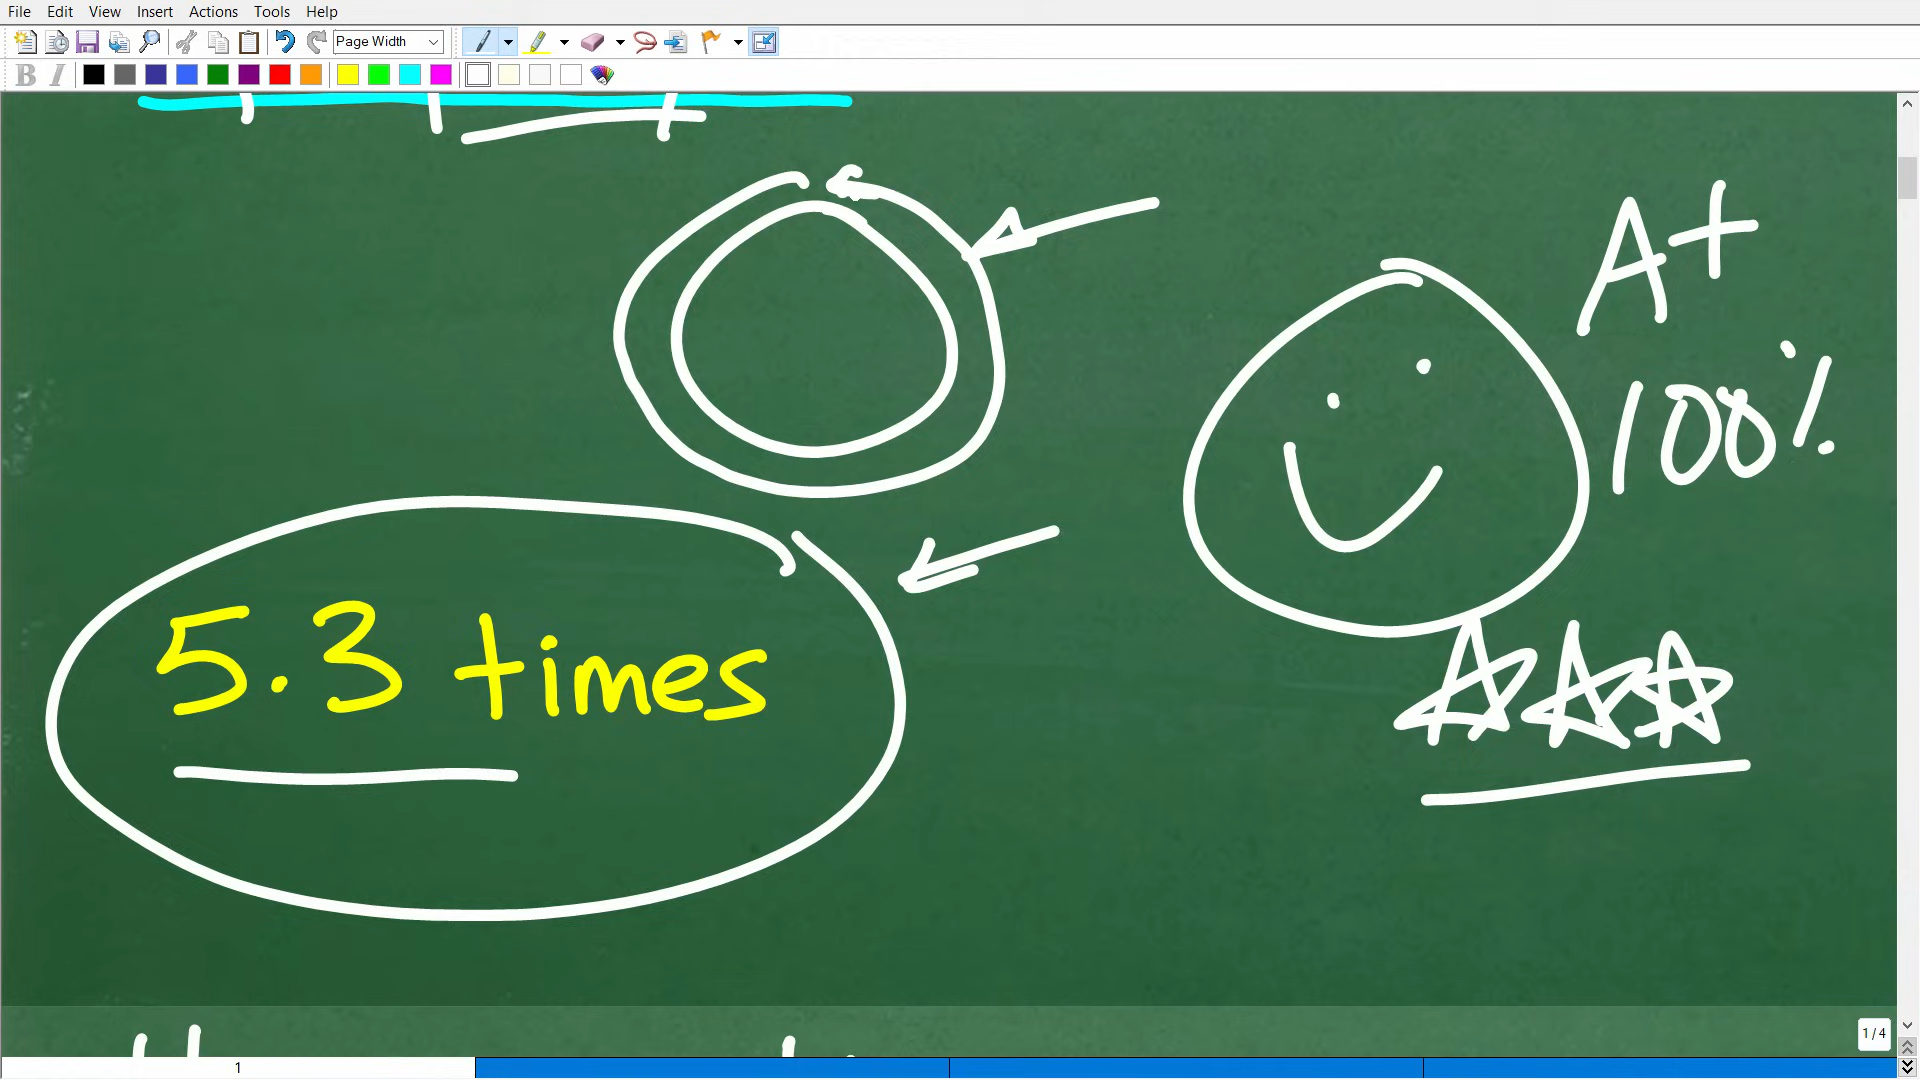 File Edit View Insert Actions Tools Help
Page Width
B I
A+
100%
5.3 times
1 / 4
1